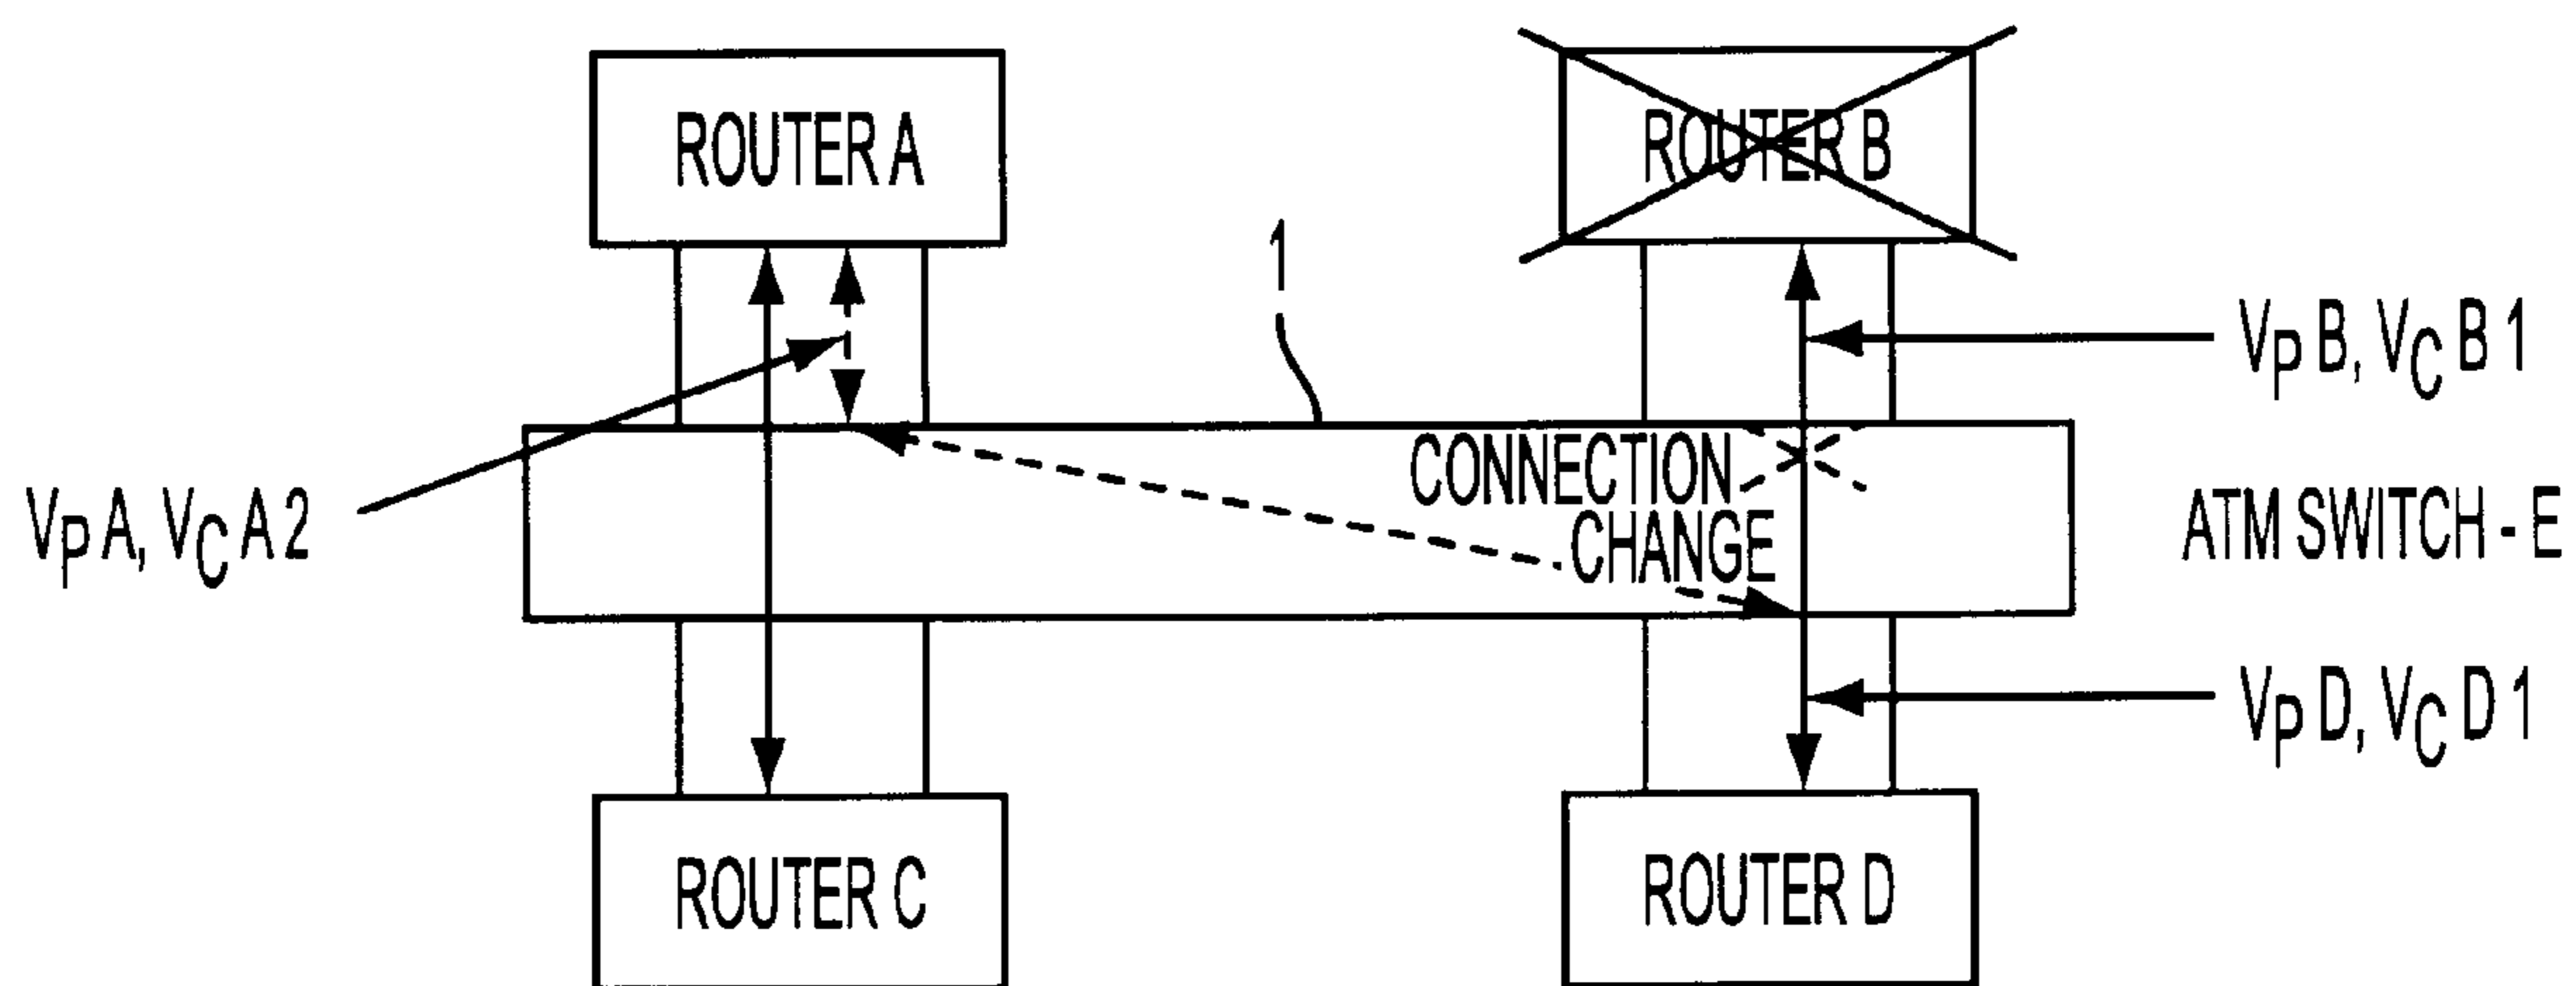 ROUTER A
ROUTER B
1
VP B, VC B 1
CONNECTION
CHANGE
VP A, VC A 2
ATM SWITCH - E
VP D, VC D 1
ROUTER C
ROUTER D